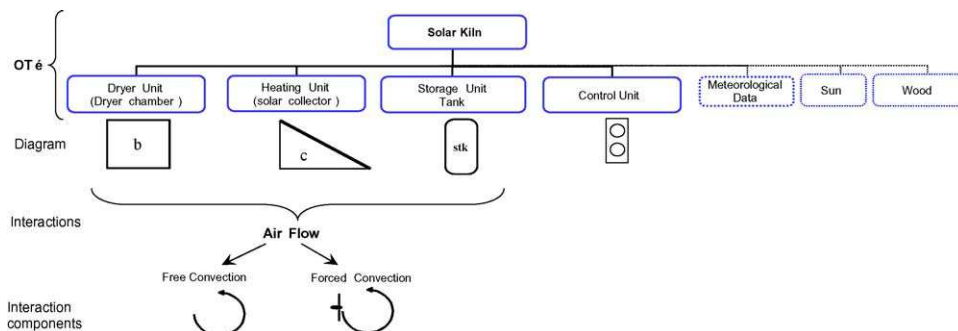 Solar Kiln
OT é
Dryer Unit
(Dryer chamber )
Heating Unit
(solar collector )
Storage Unit
Tank
Control Unit
Meteorological
Data
Sun
Wood
Diagram
b
c
stk
Interactions
Air Flow
Free Convection
Forced Convection
Interaction
components